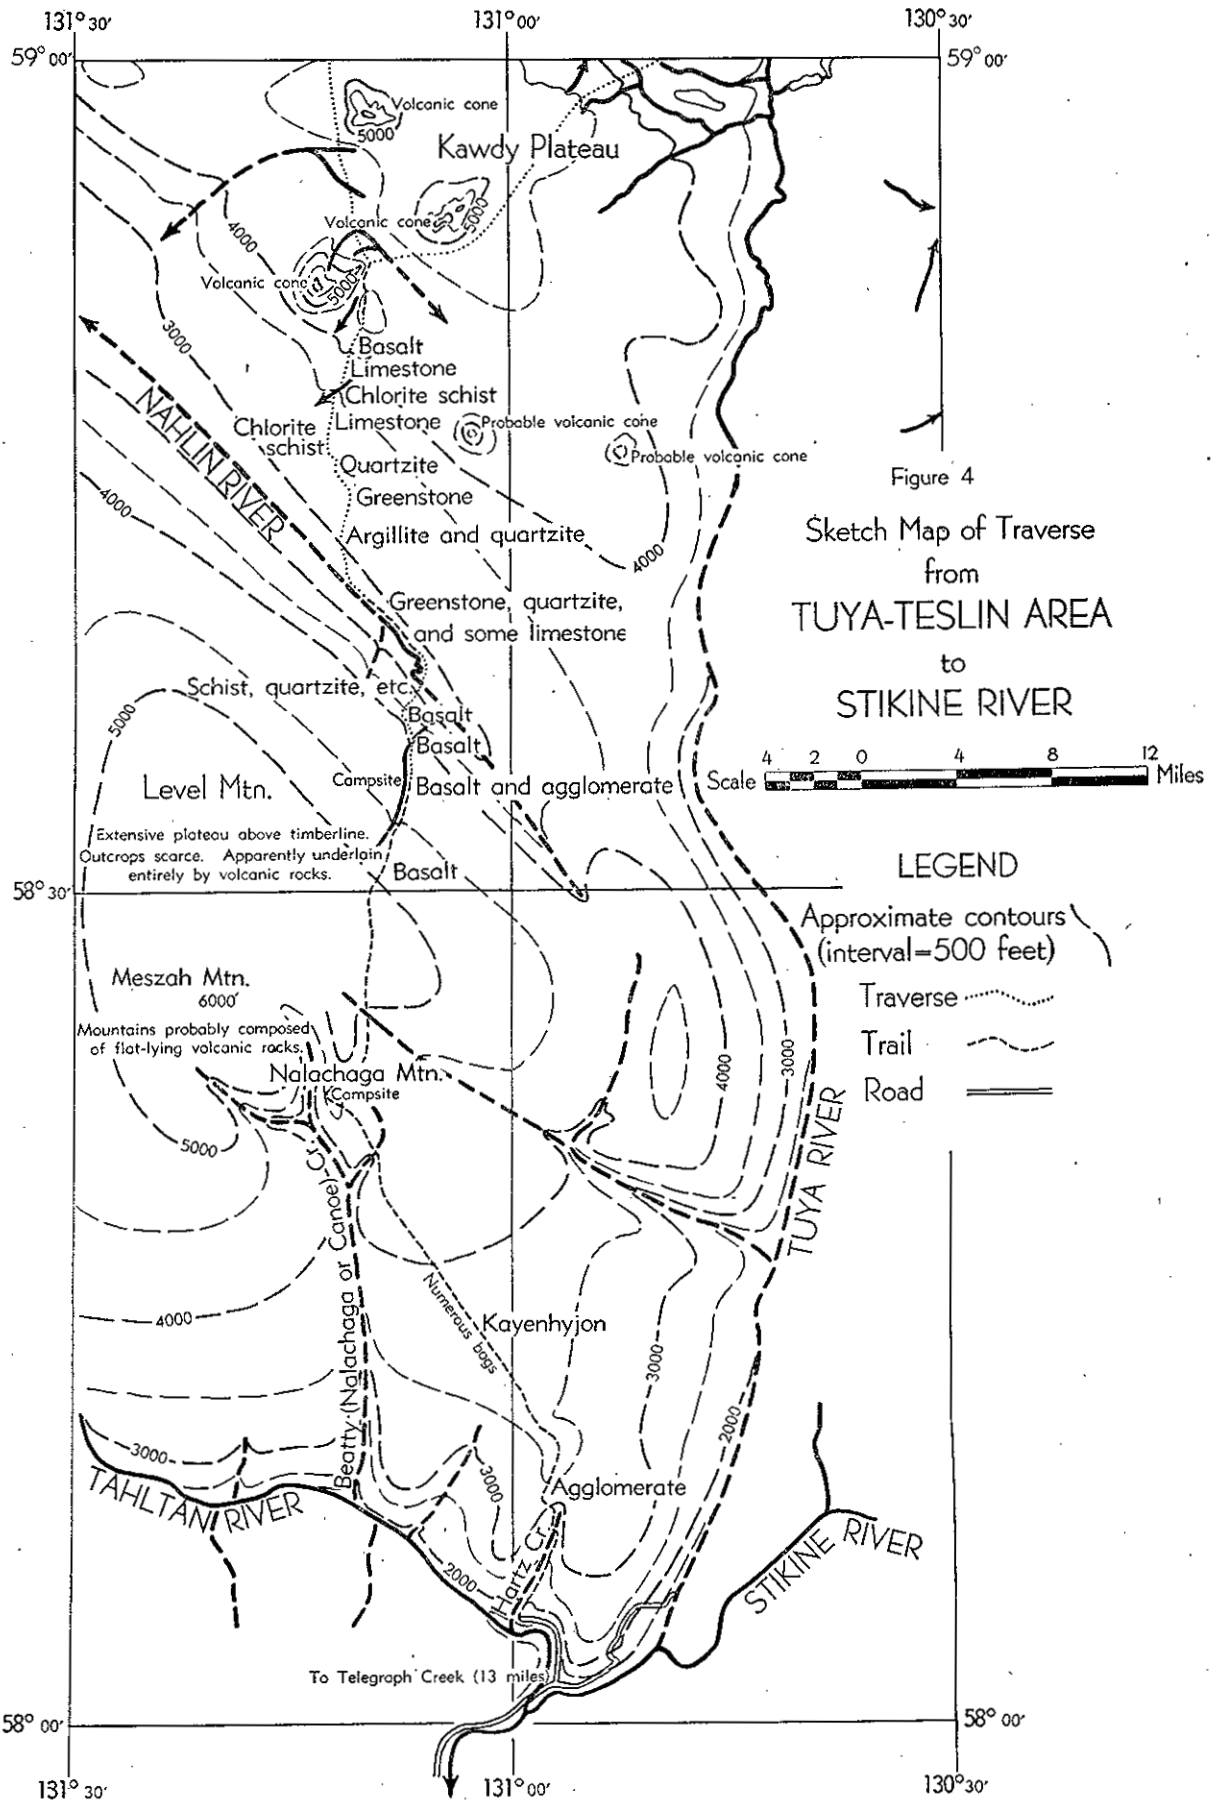 131° 30'
131° 00'
130° 30'
59° 00'
59° 00'
Volcanic cone
5000
Kawdy Plateau
5000
Volcanic cone
4000
Volcanic cone
5000
3000
Basalt
Limestone
Chlorite schist
Limestone
Probable volcanic cone
Chlorite
schist
Probable volcanic cone
Quartzite
NAHLIN RIVER
Figure 4
Greenstone
4000
Argillite and quartzite
Sketch Map of Traverse
from
TUYA-TESLIN AREA
to
STIKINE RIVER
4000
Greenstone, quartzite,
and some limestone
Schist, quartzite, etc.
5000
Basalt
Basalt
4 2 0 4 8 12
Scale
Miles
Campsite
Basalt and agglomerate
Level Mtn.
Extensive plateau above timberline.
Outcrops scarce. Apparently underlain
entirely by volcanic rocks.
Basalt
58° 30'
LEGEND
Approximate contours
(interval=500 feet)
Traverse
Trail
Road
Meszah Mtn.
6000'
Mountains probably composed
of flat-lying volcanic rocks.
Nalachaga Mtn.
Campsite
4000
3000
5000
TUYA RIVER
Beatty (Nalachaga or Canoe) Cr.
Numerous bogs
Kayenhyjon
4000
3000
2000
3000
TAHLTAN RIVER
3000
Agglomerate
Hartz Cr.
2000
STIKINE RIVER
To Telegraph Creek (13 miles)
58° 00'
58° 00'
131° 30'
131° 00'
130° 30'